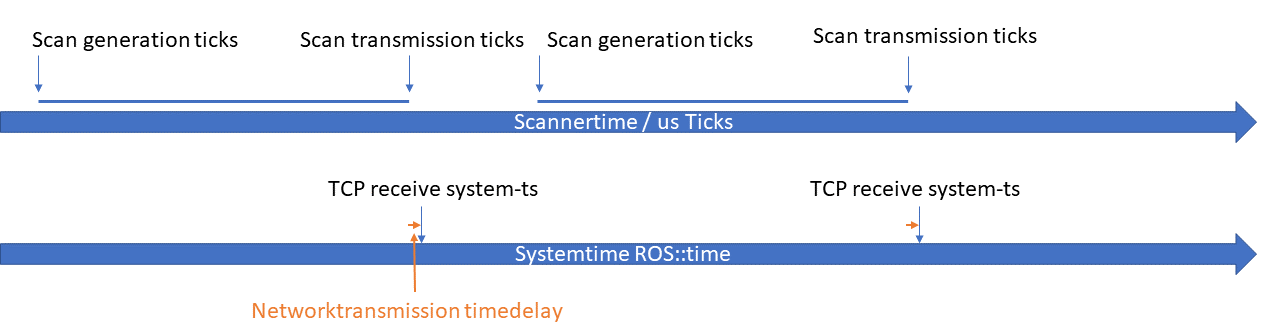 Scan generation ticks
Scan transmission ticks
Scan generation ticks
Scan transmission ticks
Scannertime / us Ticks
TCP receive system-ts
TCP receive system-ts
Systemtime ROS::time
Networktransmission timedelay